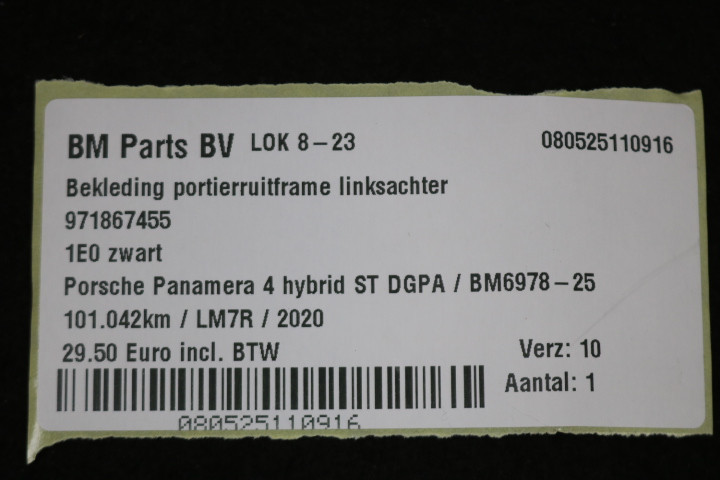 BM Parts BV LOK 8-23 080525110916
Bekleding portierruitframe linksachter
971867455
1E0 zwart
Porsche Panamera 4 hybrid ST DGPA / BM6978-25
101.042km / LM7R / 2020
29.50 Euro incl. BTW Verz: 10
Aantal: 1
080525110916